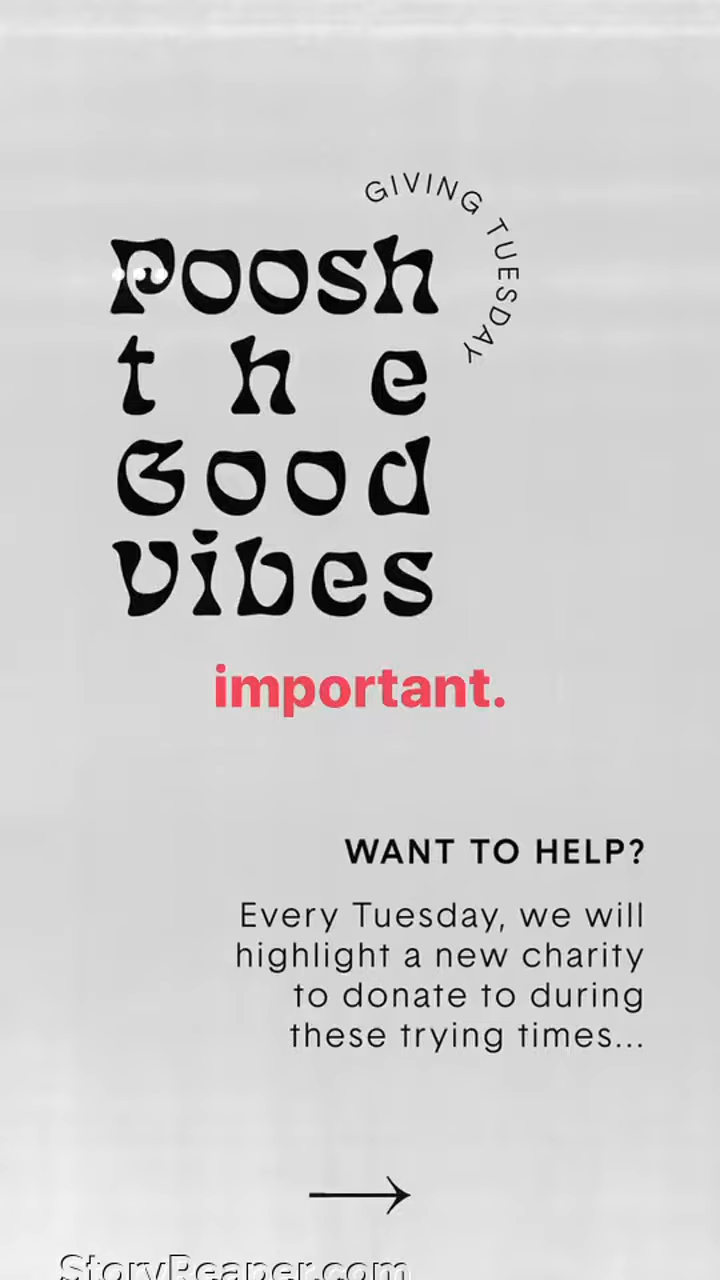 GIVING TUESDAY
Poosh
the
Good
Vibes
important.
WANT TO HELP?
Every Tuesday, we will
highlight a new charity
to donate to during
these trying times...
StoryReaper.com